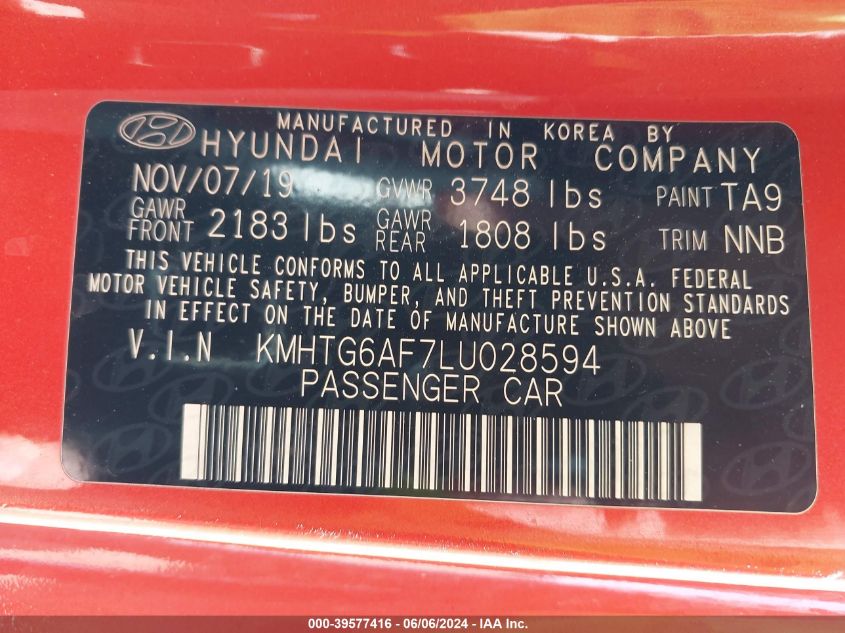 MANUFACTURED IN KOREA BY
HYUNDAI MOTOR COMPANY
NOV/07/19 GVWR 3748 lbs PAINT TA9
GAWR FRONT 2183 lbs GAWR REAR 1808 lbs TRIM NNB
THIS VEHICLE CONFORMS TO ALL APPLICABLE U.S.A. FEDERAL
MOTOR VEHICLE SAFETY, BUMPER, AND THEFT PREVENTION STANDARDS
IN EFFECT ON THE DATE OF MANUFACTURE SHOWN ABOVE
V.I.N KMHTG6AF7LU028594
PASSENGER CAR
000-39577416 - 06/06/2024 - IAA Inc.